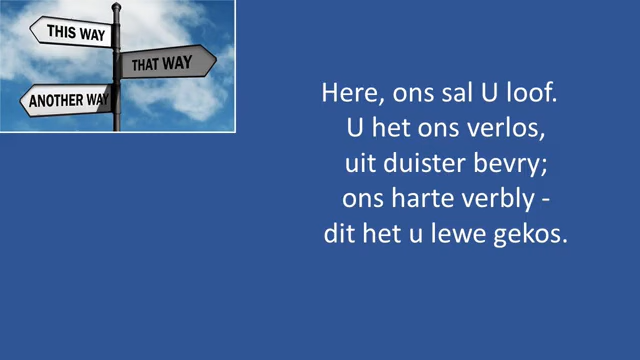 THIS WAY
THAT WAY
ANOTHER WAY
Here, ons sal U loof.
U het ons verlos,
uit duister bevry;
ons harte verbly -
dit het u lewe gekos.